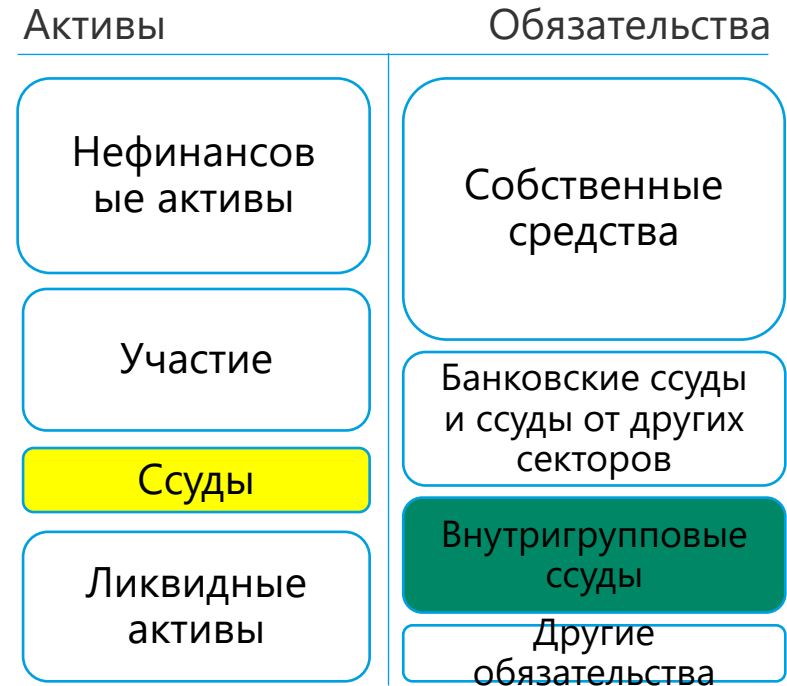 Активы
Обязательства
Нефинансов
ые активы
Участие
Ссуды
Ликвидные
активы
Собственные
средства
Банковские ссуды
и ссуды от других
секторов
Внутригрупповые
ссуды
Другие
обязательства